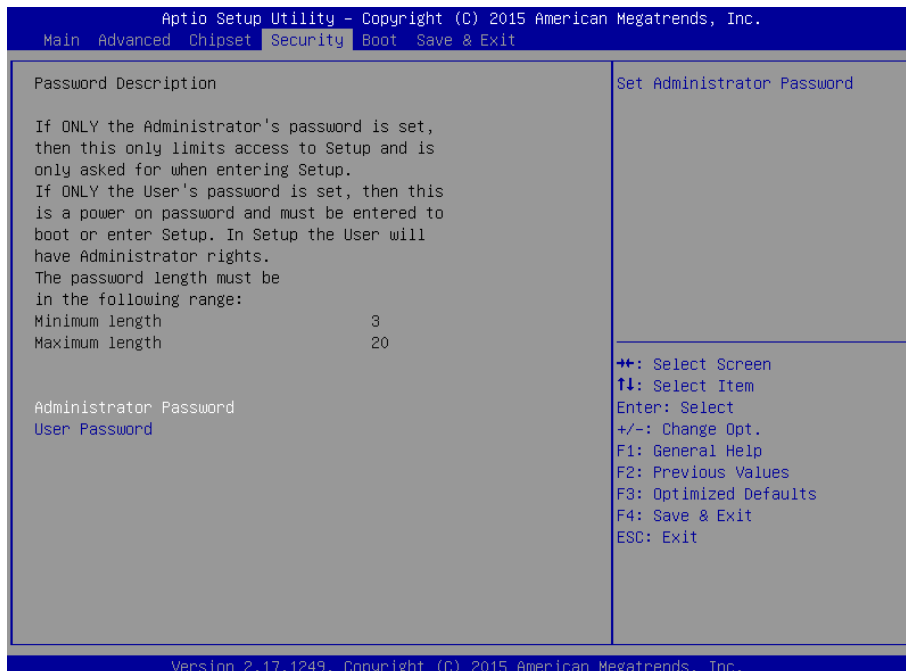 Aptio Setup Utility – Copyright (C) 2015 American Megatrends, Inc.
Main Advanced Chipset Security Boot Save & Exit
Password Description
If ONLY the Administrator's password is set,
then this only limits access to Setup and is
only asked for when entering Setup.
If ONLY the User's password is set, then this
is a power on password and must be entered to
boot or enter Setup. In Setup the User will
have Administrator rights.
The password length must be
in the following range:
Minimum length 3
Maximum length 20
Administrator Password
User Password
Set Administrator Password
→←: Select Screen
↑↓: Select Item
Enter: Select
+/-: Change Opt.
F1: General Help
F2: Previous Values
F3: Optimized Defaults
F4: Save & Exit
ESC: Exit
Version 2.17.1249. Copyright (C) 2015 American Megatrends, Inc.